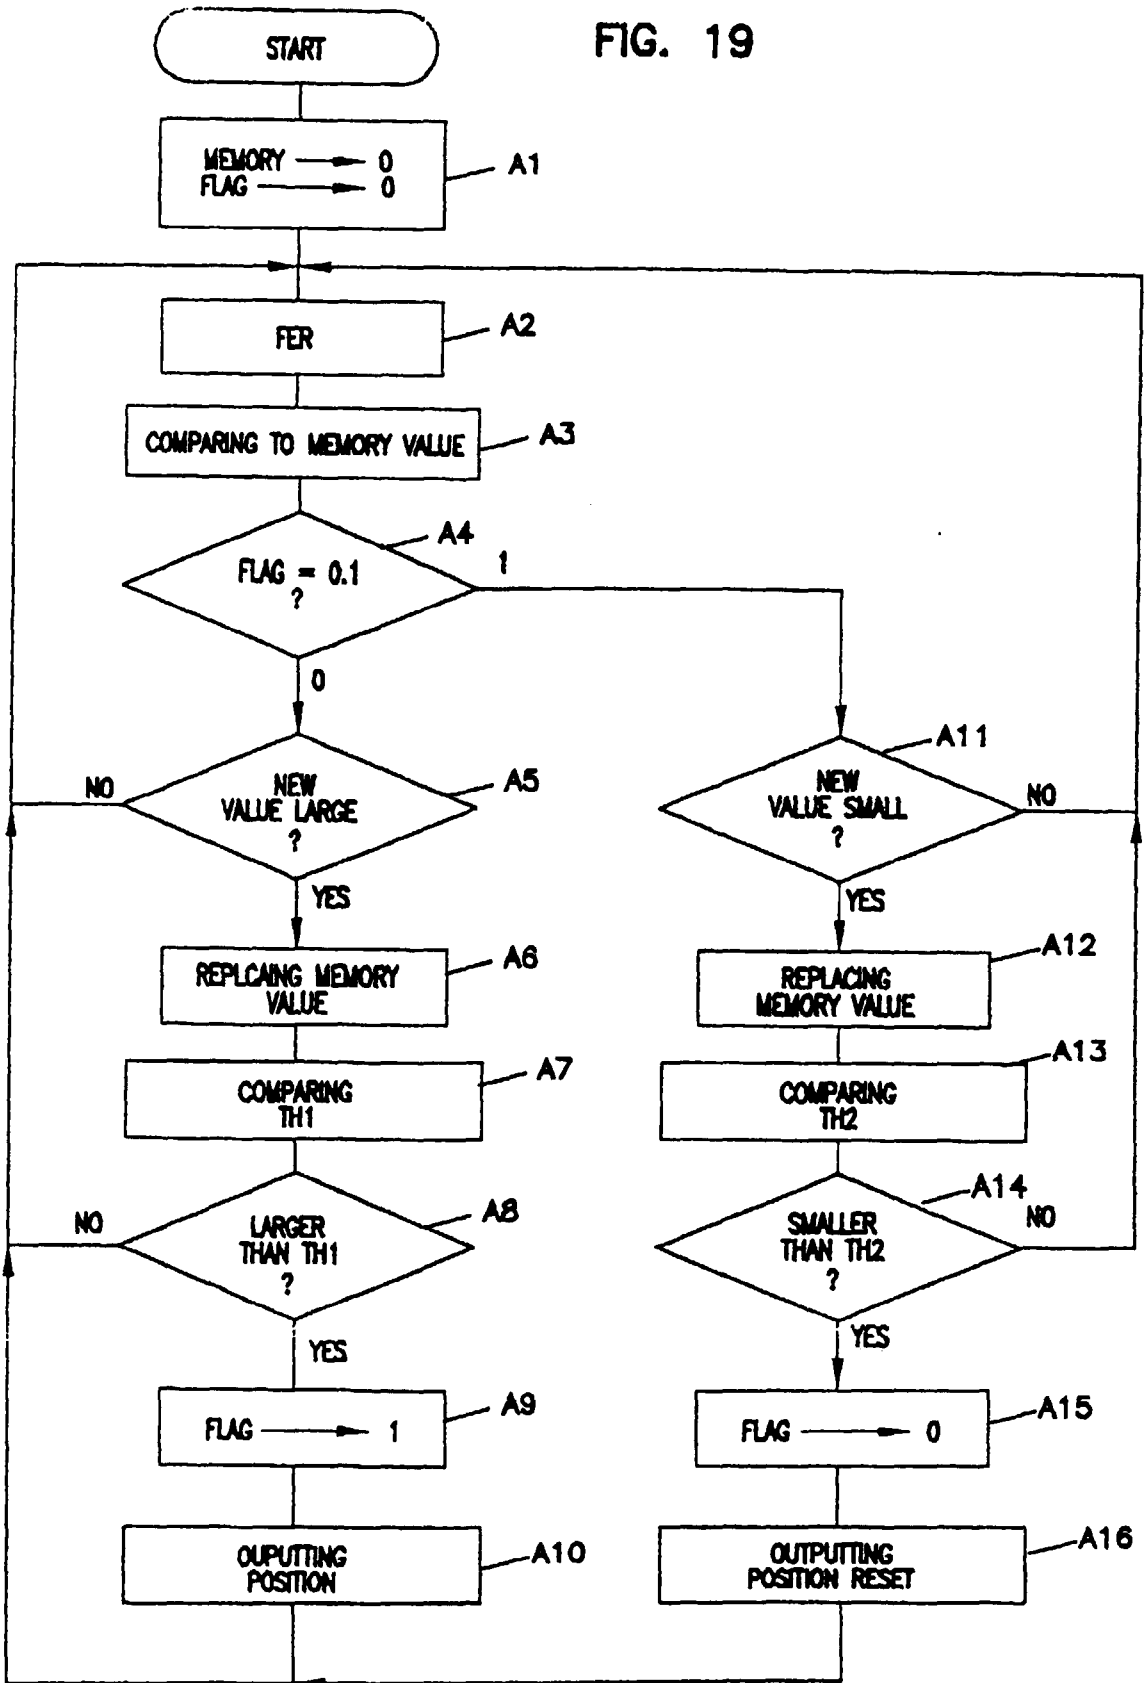 FIG. 19
START
MEMORY → 0
FLAG → 0
A1
FER
A2
COMPARING TO MEMORY VALUE
A3
A4
FLAG = 0.1
?
1
0
NEW
VALUE LARGE
?
A5
NO
YES
REPLCAING MEMORY
VALUE
A6
COMPARING
TH1
A7
LARGER
THAN TH1
?
A8
NO
YES
FLAG → 1
A9
OUPUTTING
POSITION
A10
A11
NEW
VALUE SMALL
?
NO
YES
REPLACING
MEMORY VALUE
A12
COMPARING
TH2
A13
A14
SMALLER
THAN TH2
?
NO
YES
FLAG → 0
A15
OUTPUTTING
POSITION RESET
A16